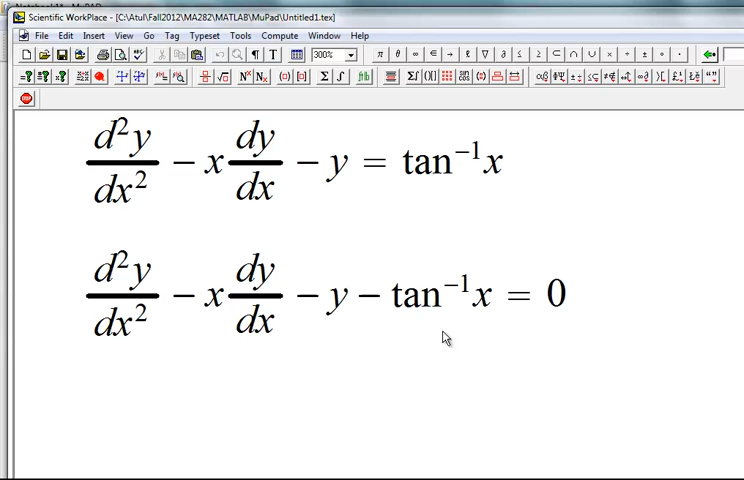 Scientific WorkPlace - [C:\Atul\Fall2012\MA282\MATLAB\MuPad\Untitled1.tex]
File Edit Insert View Go Tag Typeset Tools Compute Window Help
300%
d²y/dx² − x dy/dx − y = tan⁻¹x
d²y/dx² − x dy/dx − y − tan⁻¹x = 0